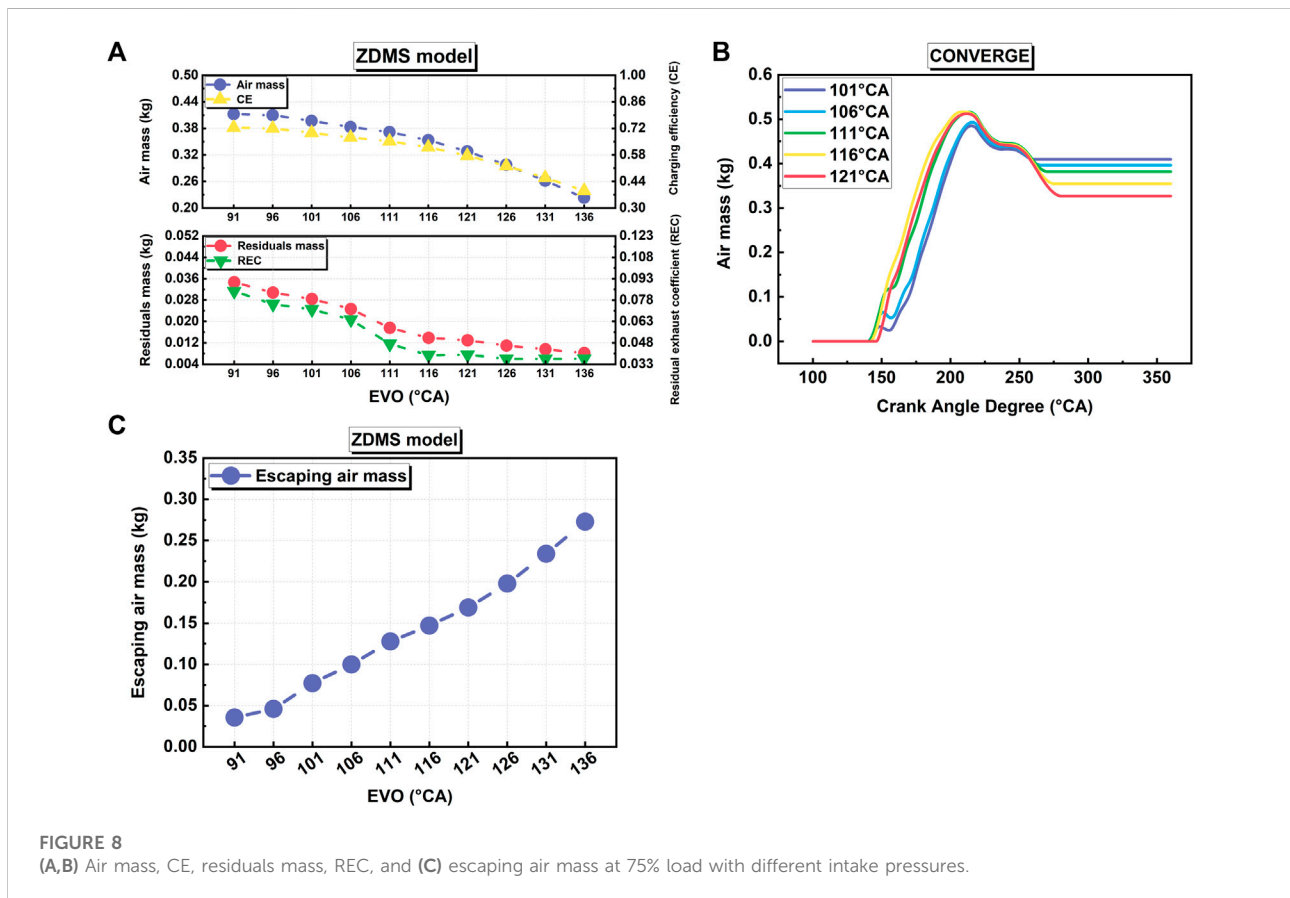 A
ZDMS model
Air mass
CE
Air mass (kg)
0.50
0.44
0.38
0.32
0.26
0.20
1.00
0.86
0.72
0.58
0.44
0.30
Charging efficiency (CE)
91 96 101 106 111 116 121 126 131 136
Residuals mass
REC
Residuals mass (kg)
0.052
0.044
0.036
0.028
0.020
0.012
0.004
0.123
0.108
0.093
0.078
0.063
0.048
0.033
Residual exhaust coefficient (REC)
91 96 101 106 111 116 121 126 131 136
EVO (°CA)
B
CONVERGE
101°CA
106°CA
111°CA
116°CA
121°CA
Air mass (kg)
0.6
0.5
0.4
0.3
0.2
0.1
0.0
100 150 200 250 300 350
Crank Angle Degree (°CA)
C
ZDMS model
Escaping air mass
Escaping air mass (kg)
0.35
0.30
0.25
0.20
0.15
0.10
0.05
0.00
91 96 101 106 111 116 121 126 131 136
EVO (°CA)
FIGURE 8
(A,B) Air mass, CE, residuals mass, REC, and (C) escaping air mass at 75% load with different intake pressures.